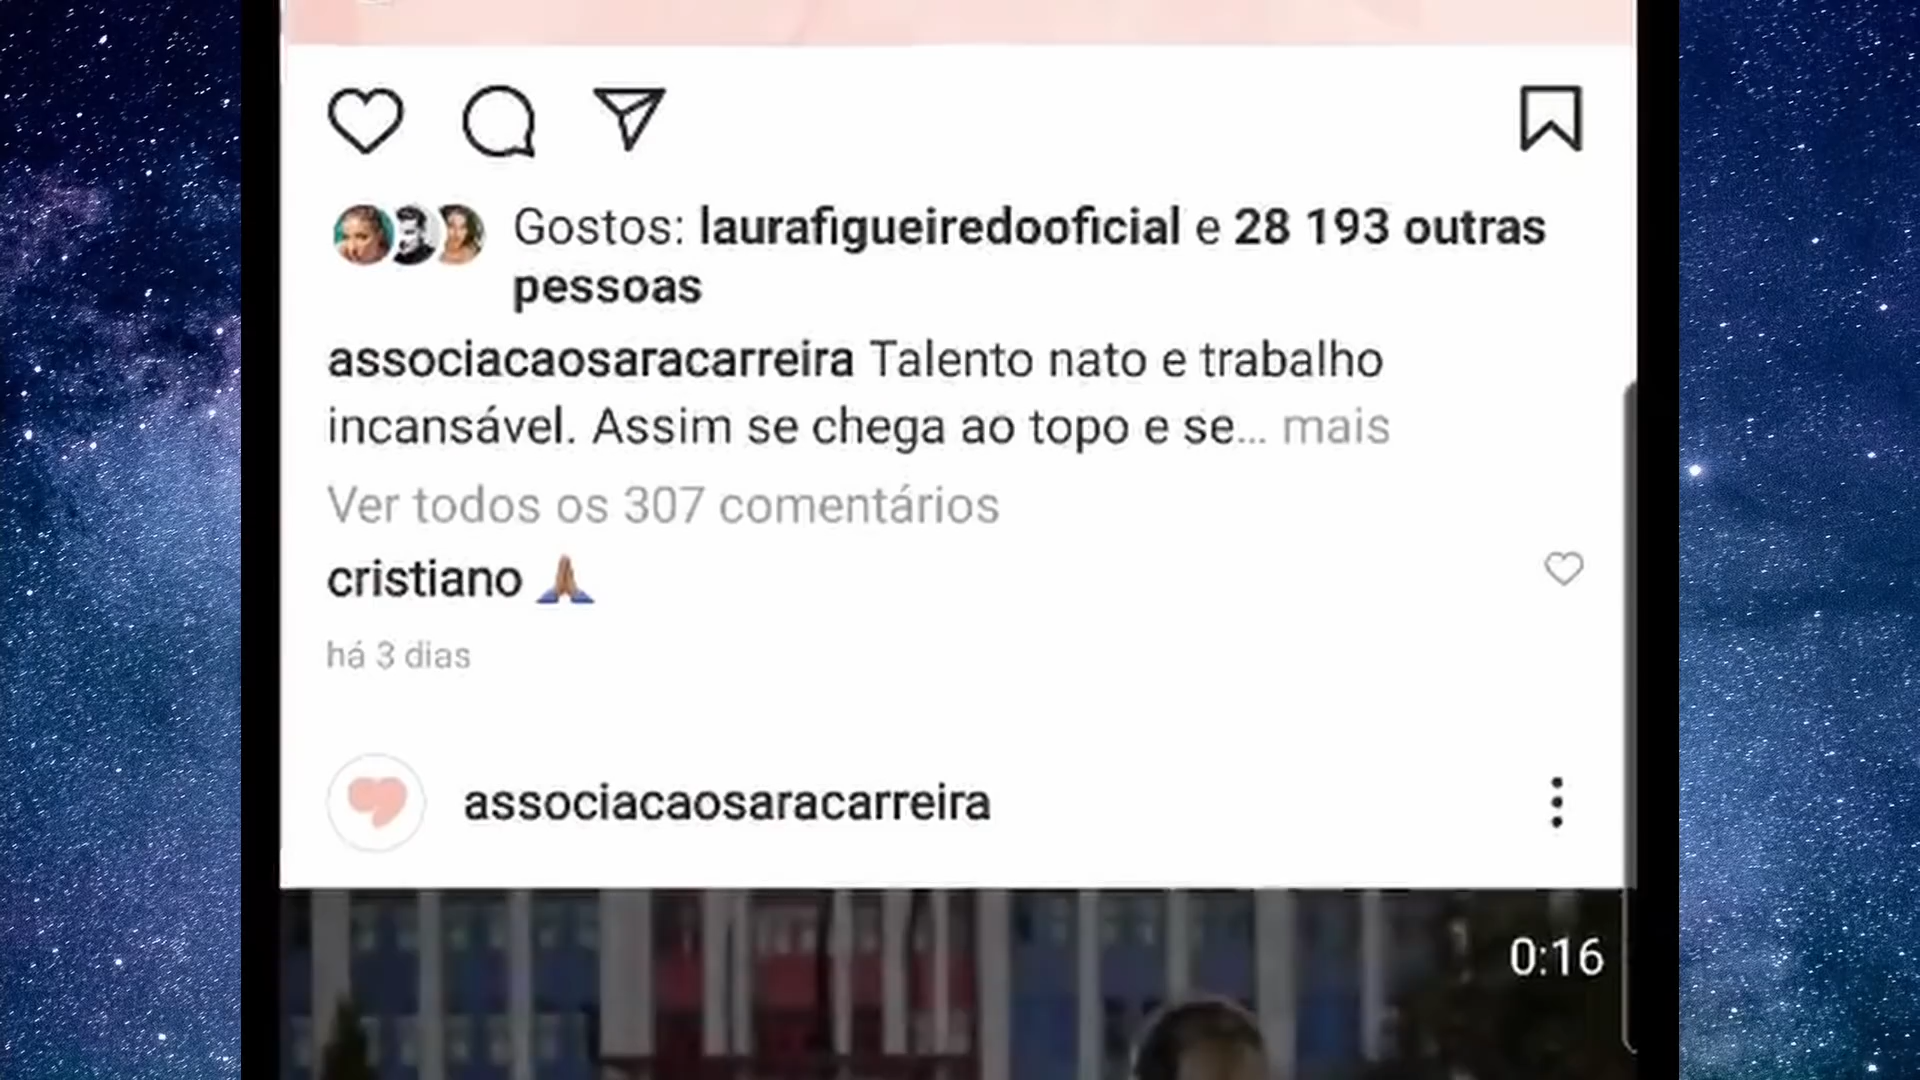 Gostos: laurafigueiredooficial e 28 193 outras
pessoas
associacaosaracarreira Talento nato e trabalho
incansável. Assim se chega ao topo e se... mais
Ver todos os 307 comentários
cristiano 🙏🏽
há 3 dias
associacaosaracarreira
0:16